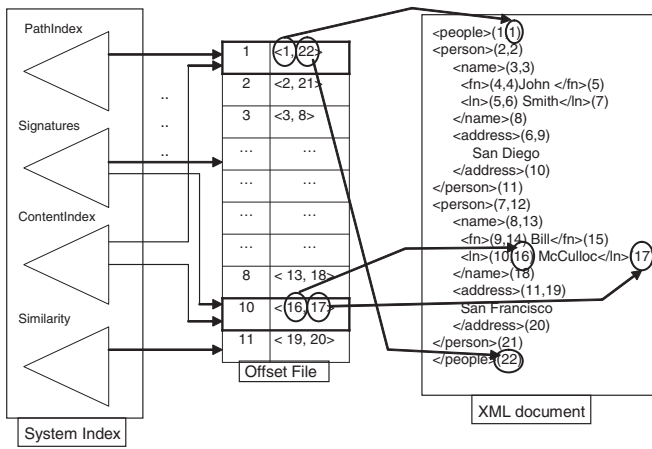 PathIndex
Signatures
ContentIndex
Similarity
System Index
..
.
.
..
1 <1, 22>
2 <2, 21>
3 <3, 8>
... ...
... ...
... ...
... ...
8 < 13, 18>
10 <16, 17>
11 < 19, 20>
Offset File
<people>(1,1)
<person>(2,2)
<name>(3,3)
<fn>(4,4)John </fn>(5)
<ln>(5,6) Smith</ln>(7)
</name>(8)
<address>(6,9)
San Diego
</address>(10)
</person>(11)
<person>(7,12)
<name>(8,13)
<fn>(9,14) Bill</fn>(15)
<ln>(10,16) McCulloc</ln>(17)
</name>(18)
<address>(11,19)
San Francisco
</address>(20)
</person>(21)
</people>(22)
XML document